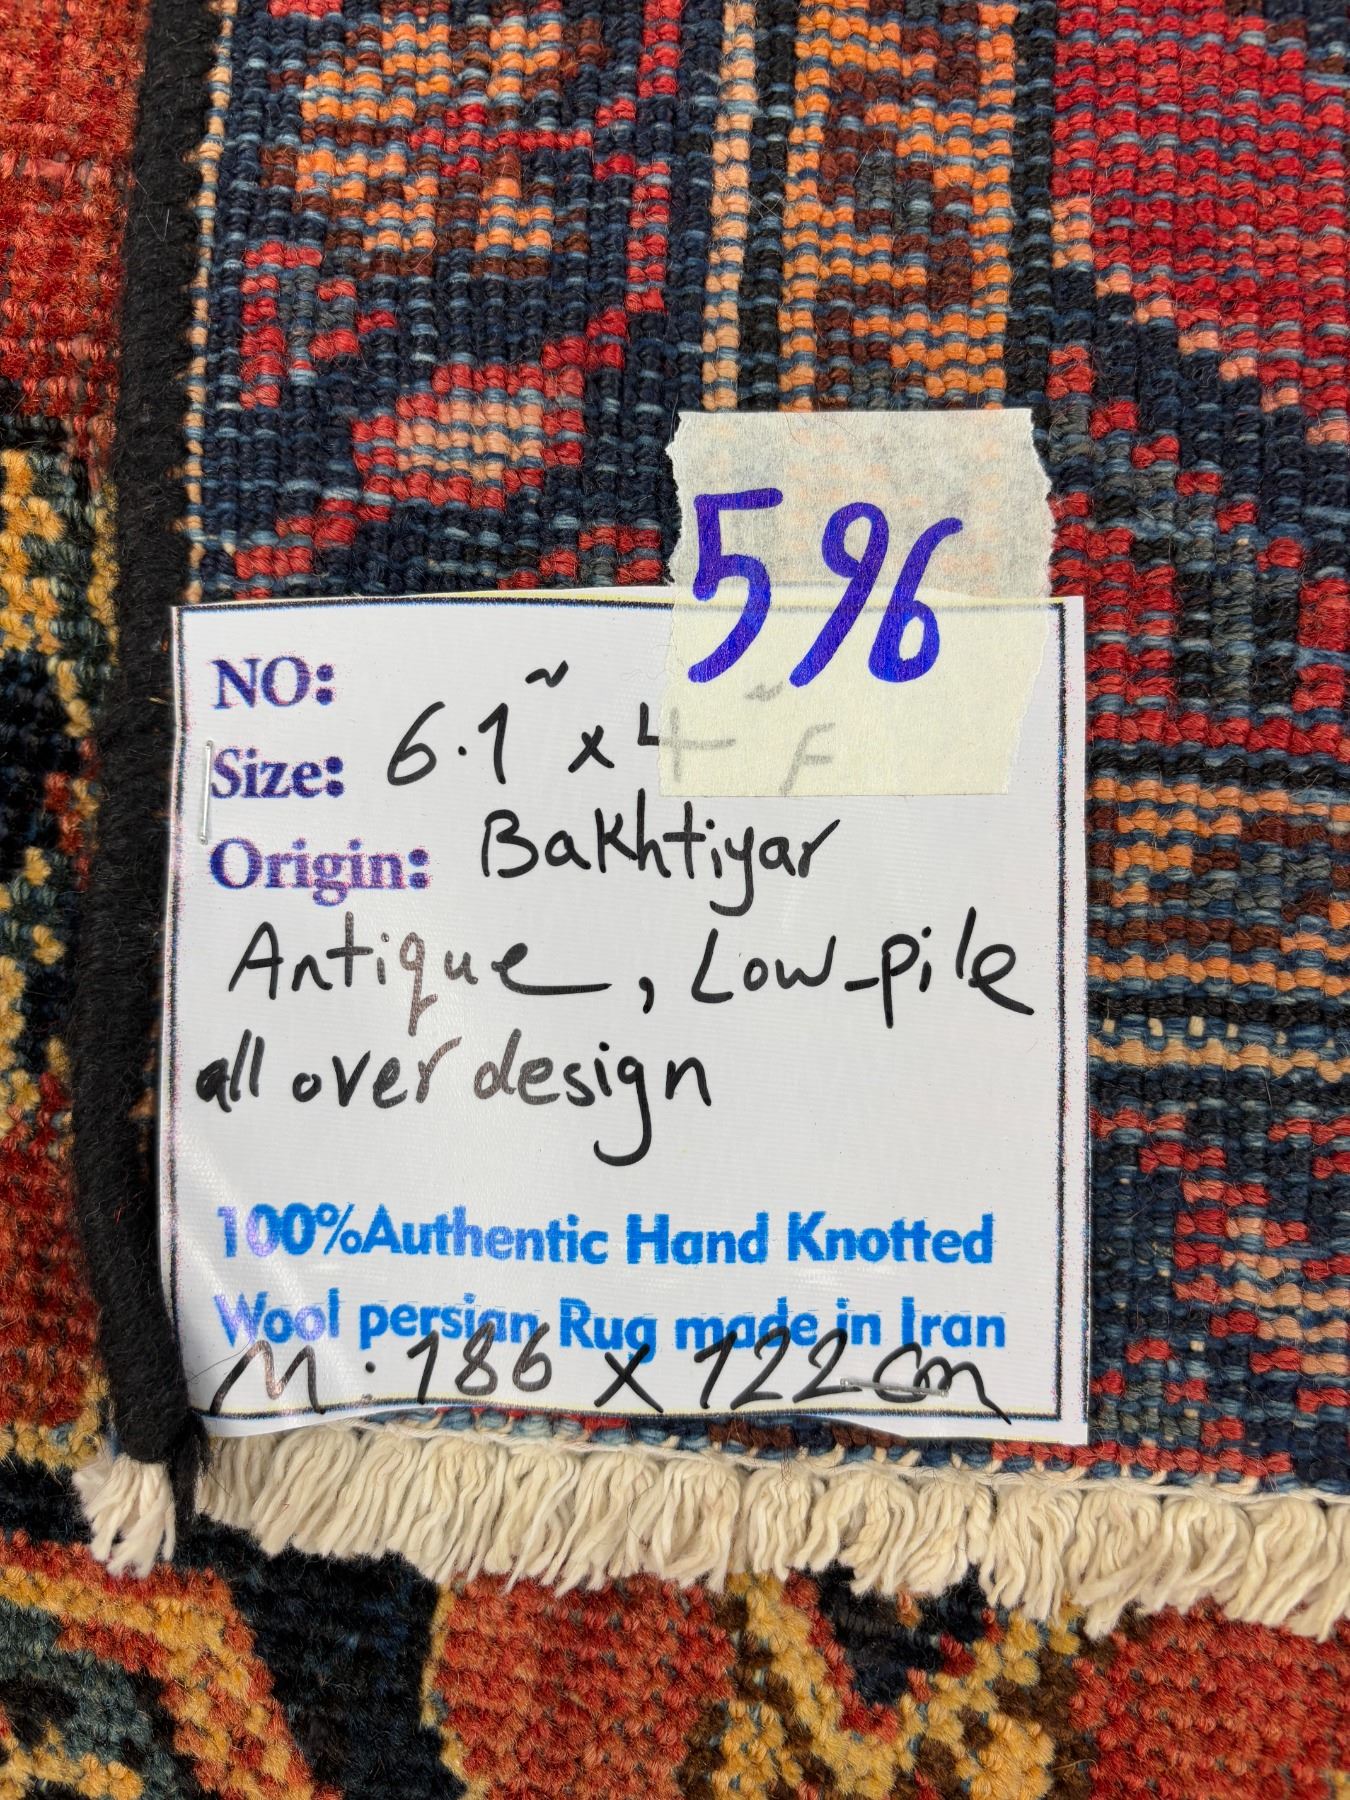 596
NO:
Size: 6.1~ x 4~ F
Origin: Bakhtiyar
Antique, Low-pile
all over design
100%Authentic Hand Knotted
Wool persian Rug made in Iran
M: 186 x 122 cm